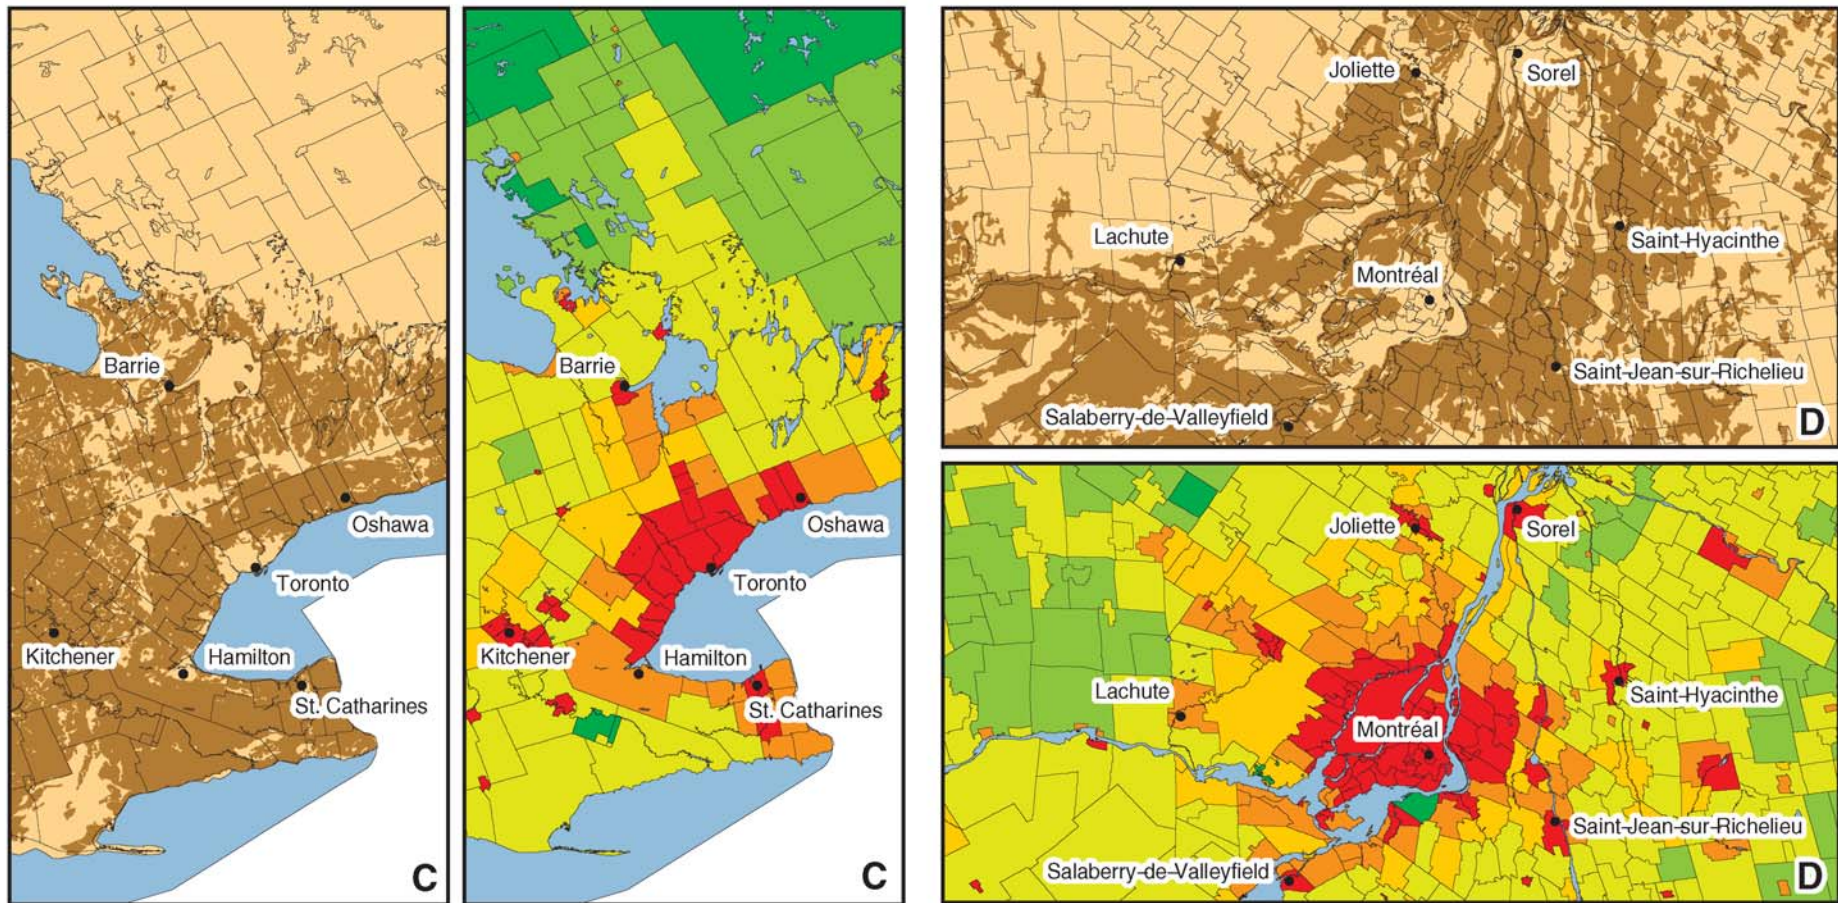 Barrie
Oshawa
Toronto
Kitchener
Hamilton
St. Catharines
C
Barrie
Oshawa
Toronto
Kitchener
Hamilton
St. Catharines
C
Joliette
Sorel
Lachute
Saint-Hyacinthe
Montréal
Saint-Jean-sur-Richelieu
Salaberry-de-Valleyfield
D
Joliette
Sorel
Lachute
Saint-Hyacinthe
Montréal
Saint-Jean-sur-Richelieu
Salaberry-de-Valleyfield
D